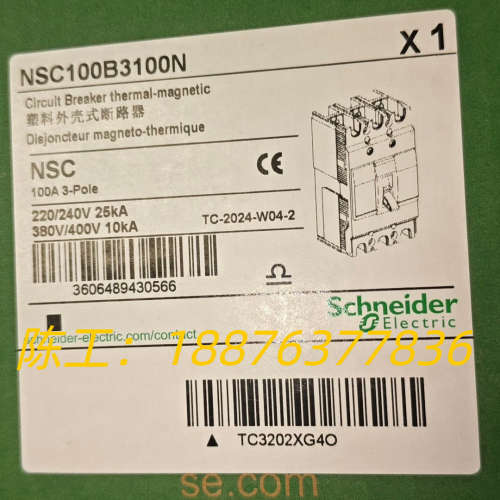 X 1
NSC100B3100N
Circuit Breaker thermal-magnetic
塑料外壳式断路器
Disjoncteur magneto-thermique
NSC
CE
100A 3-Pole
220/240V 25kA
380V/400V 10kA
TC-2024-W04-2
3606489430566
Schneider
Electric
schneider-electric.com/contact
陈工：18876377836
▲ TC3202XG4O
se.com